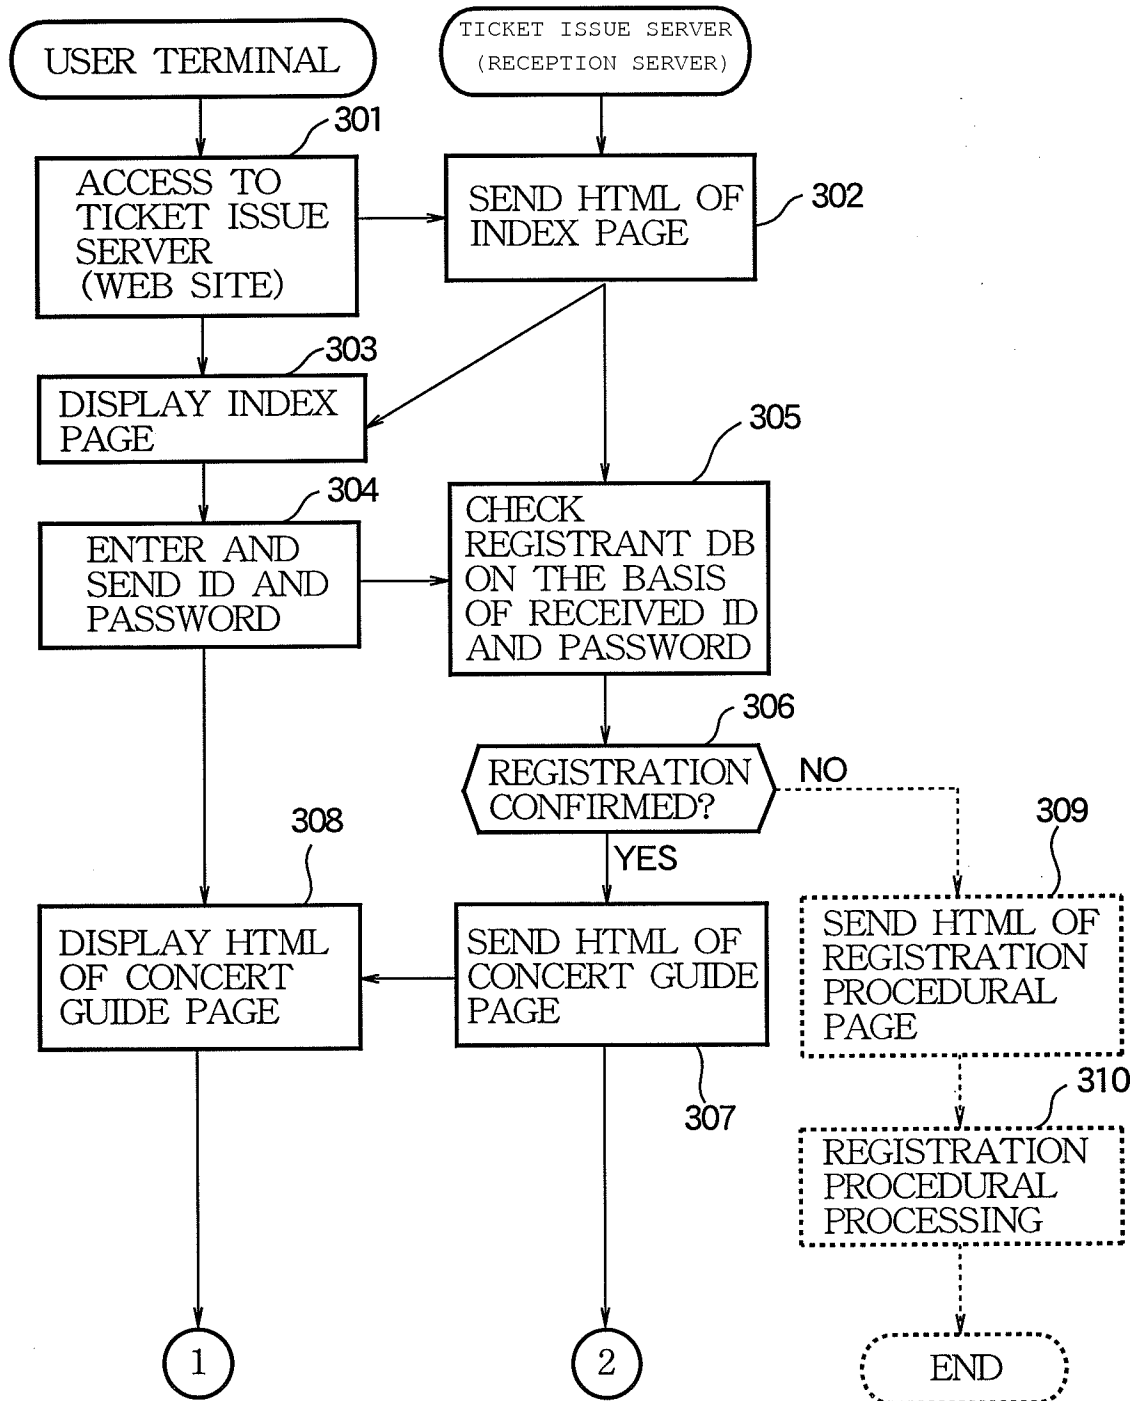 USER TERMINAL
TICKET ISSUE SERVER
(RECEPTION SERVER)
301
ACCESS TO
TICKET ISSUE
SERVER
(WEB SITE)
SEND HTML OF
INDEX PAGE
302
303
DISPLAY INDEX
PAGE
304
ENTER AND
SEND ID AND
PASSWORD
305
CHECK
REGISTRANT DB
ON THE BASIS
OF RECEIVED ID
AND PASSWORD
306
REGISTRATION
CONFIRMED?
NO
YES
308
DISPLAY HTML
OF CONCERT
GUIDE PAGE
SEND HTML OF
CONCERT GUIDE
PAGE
307
309
SEND HTML OF
REGISTRATION
PROCEDURAL
PAGE
310
REGISTRATION
PROCEDURAL
PROCESSING
1
2
END